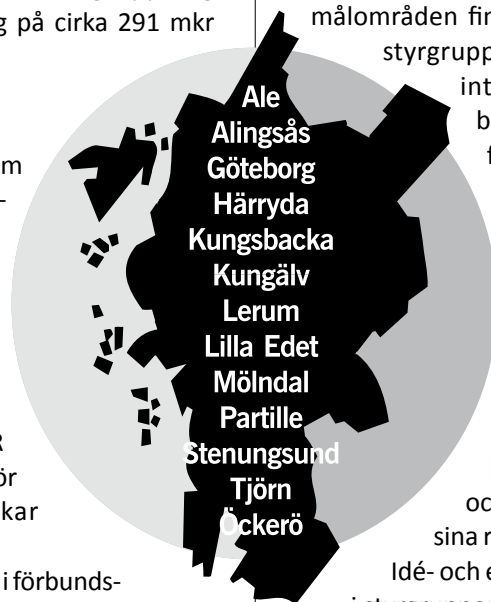 g på cirka 291 mkr
målområden fin
styrgrupp
int
b
f
m
-
Ale
Alingsås
Göteborg
Härryda
Kungsbacka
Kungälv
Lerum
Lilla Edet
Mölndal
Partille
Stenungsund
Tjörn
Öckerö
R
ör
kar
i förbunds-
oc
sina r
Idé- och e